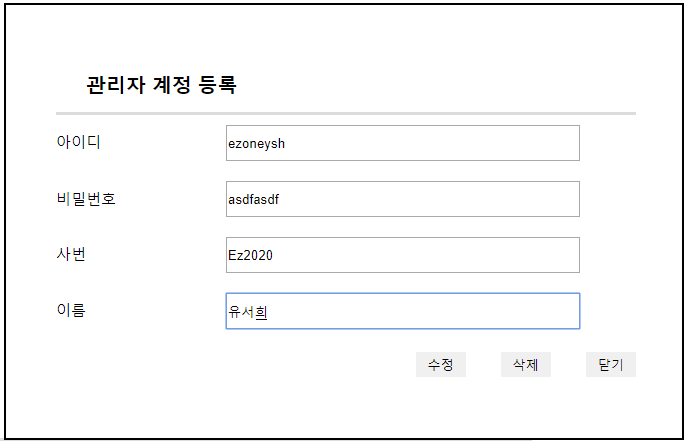 관리자 계정 등록
아이디 ezoneysh
비밀번호 asdfasdf
사번 Ez2020
이름 유서희
수정 삭제 닫기